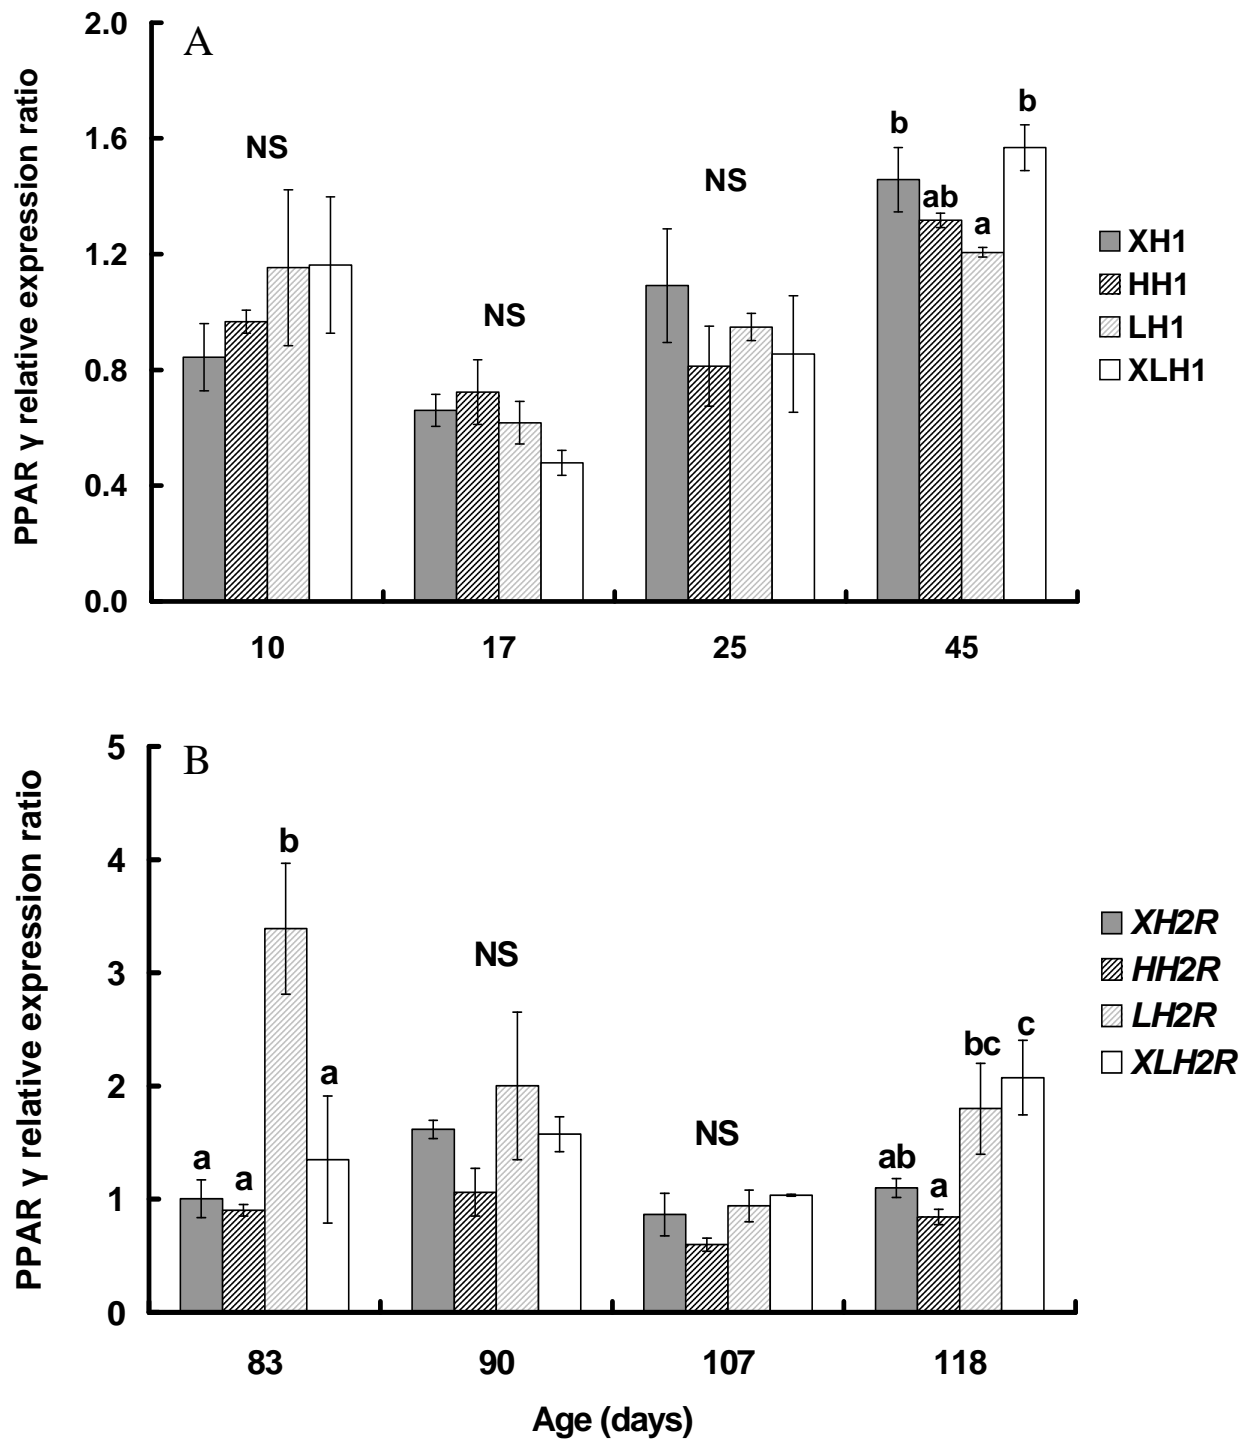 A
PPAR γ relative expression ratio
2.0
1.6
1.2
0.8
0.4
0.0
NS
NS
NS
b
ab
a
b
10
17
25
45
XH1
HH1
LH1
XLH1
B
PPAR γ relative expression ratio
5
4
3
2
1
0
a
a
b
a
NS
NS
ab
a
bc
c
83
90
107
118
Age (days)
XH2R
HH2R
LH2R
XLH2R